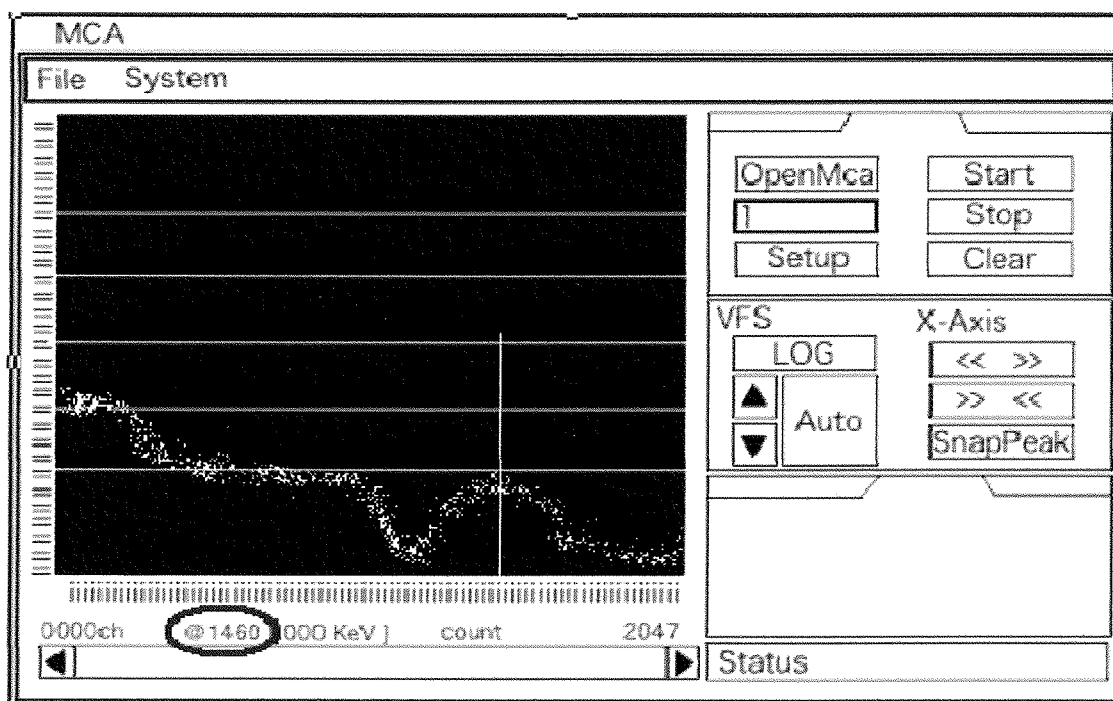 MCA
File System
OpenMca Start
1 Stop
Setup Clear
VFS X-Axis
LOG << >>
Auto >> <<
SnapPeak
0000ch @1460 000 KeV ] count 2047
Status